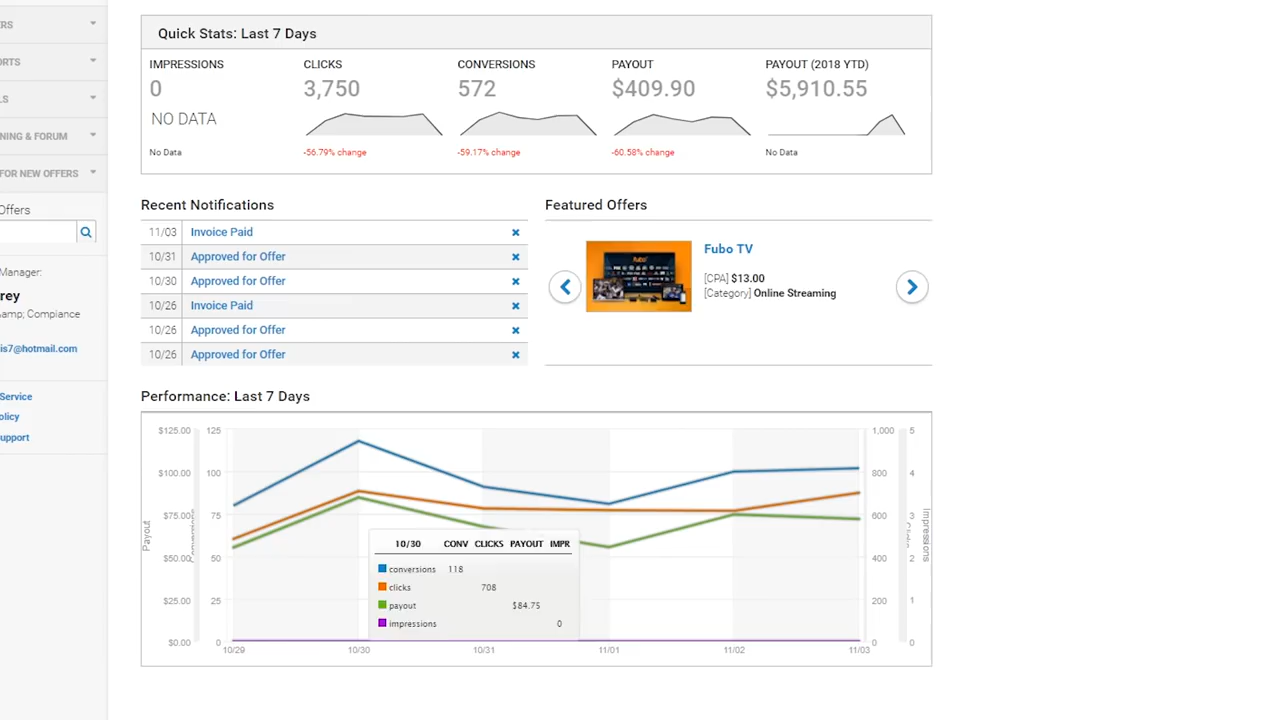 ERS
ORTS
LS
NING & FORUM
FOR NEW OFFERS
Offers
Manager:
rey
&amp; Compliance
is7@hotmail.com
Service
olicy
upport
Quick Stats: Last 7 Days
IMPRESSIONS CLICKS CONVERSIONS PAYOUT PAYOUT (2018 YTD)
0 3,750 572 $409.90 $5,910.55
NO DATA
No Data -56.79% change -59.17% change -60.58% change No Data
Recent Notifications
11/03 Invoice Paid
10/31 Approved for Offer
10/30 Approved for Offer
10/26 Invoice Paid
10/26 Approved for Offer
10/26 Approved for Offer
Featured Offers
fubo
Fubo TV
[CPA] $13.00
[Category] Online Streaming
Performance: Last 7 Days
$125.00 125 1,000 5
$100.00 100 800 4
$75.00 75 600 3
$50.00 50 400 2
$25.00 25 200 1
$0.00 0 0 0
Payout
Conversions
Clicks
Impressions
10/30 CONV CLICKS PAYOUT IMPR
conversions 118
clicks 708
payout $84.75
impressions 0
10/29 10/30 10/31 11/01 11/02 11/03